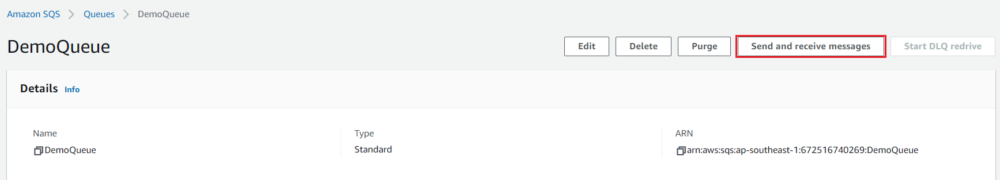 Amazon SQS > Queues > DemoQueue
DemoQueue
Edit Delete Purge Send and receive messages Start DLQ redrive
Details Info
Name Type ARN
DemoQueue Standard arn:aws:sqs:ap-southeast-1:672516740269:DemoQueue